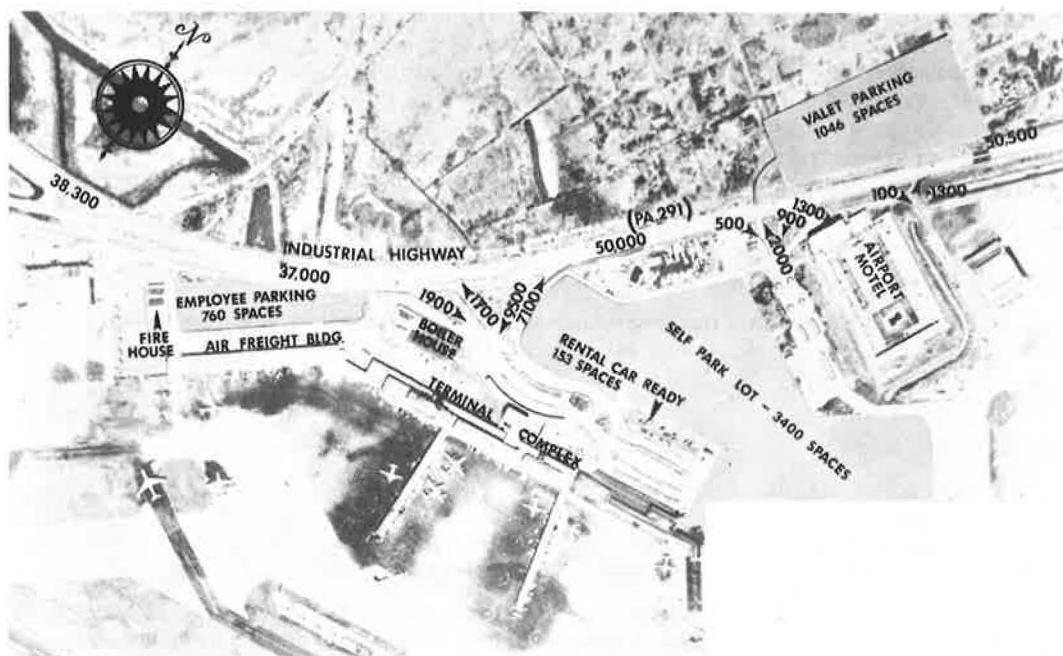 N
VALET PARKING
1046 SPACES
50,500
38,300
100
1300
(PA.291)
1300
900
500
2000
50,000
INDUSTRIAL HIGHWAY
37,000
AIRPORT
MOTEL
EMPLOYEE PARKING
760 SPACES
1900
1700
9500
7100
FIRE
HOUSE
AIR FREIGHT BLDG.
BOILER
HOUSE
RENTAL CAR READY
153 SPACES
SELF PARK LOT - 3400 SPACES
TERMINAL
COMPLEX